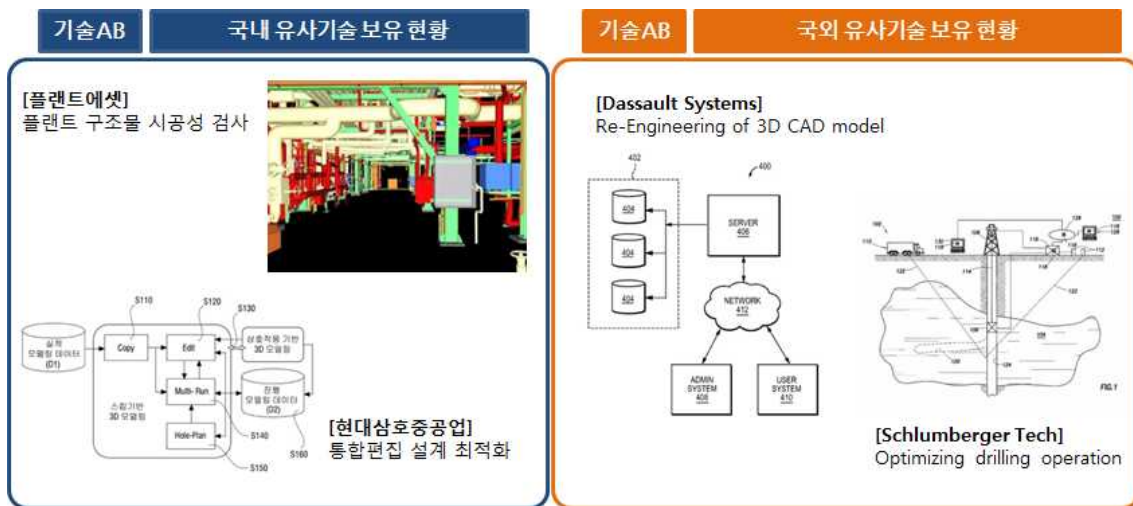 기술AB
국내 유사기술 보유 현황
[플랜트에셋]
플랜트 구조물 시공성 검사
S110
S120
S130
실적
모델링 데이터
(D1)
Copy
Edit
상호작용 기반
3D 모델링
Multi- Run
진행
모델링 데이터
(D2)
스킬기반
3D 모델링
Hole-Plan
S140
S150
S160
[현대삼호중공업]
통합편집 설계 최적화
기술AB
국외 유사기술 보유 현황
[Dassault Systems]
Re-Engineering of 3D CAD model
402
400
404
404
404
SERVER
406
NETWORK
412
ADMIN
SYSTEM
408
USER
SYSTEM
410
FIG.1
[Schlumberger Tech]
Optimizing drilling operation